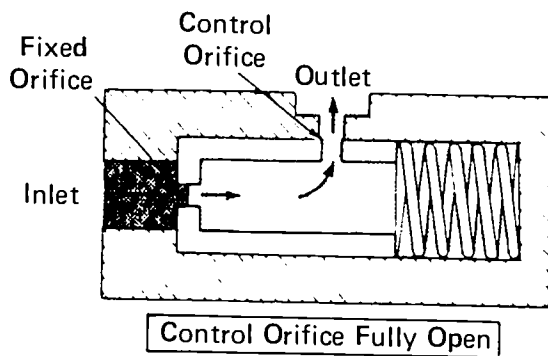 Fixed
Orifice
Control
Orifice
Outlet
Inlet
Control Orifice Fully Open